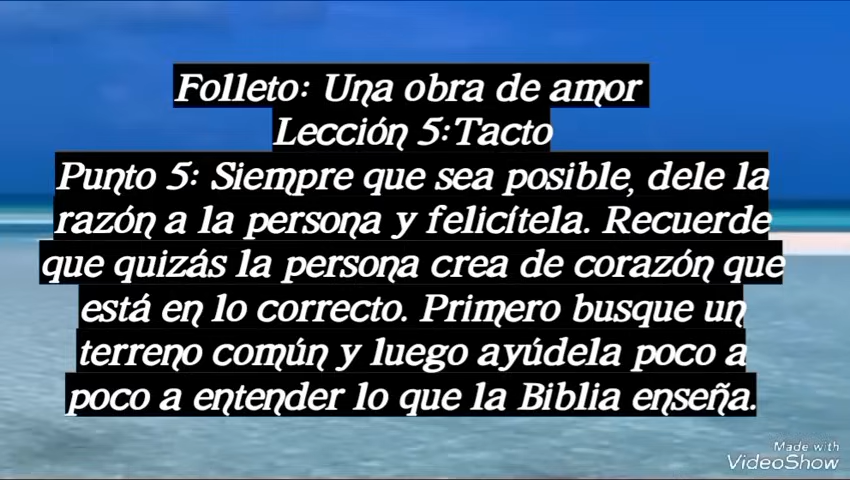 Folleto: Una obra de amor
Lección 5:Tacto
Punto 5: Siempre que sea posible, dele la
razón a la persona y felicítela. Recuerde
que quizás la persona crea de corazón que
está en lo correcto. Primero busque un
terreno común y luego ayúdela poco a
poco a entender lo que la Biblia enseña.
Made with
VideoShow